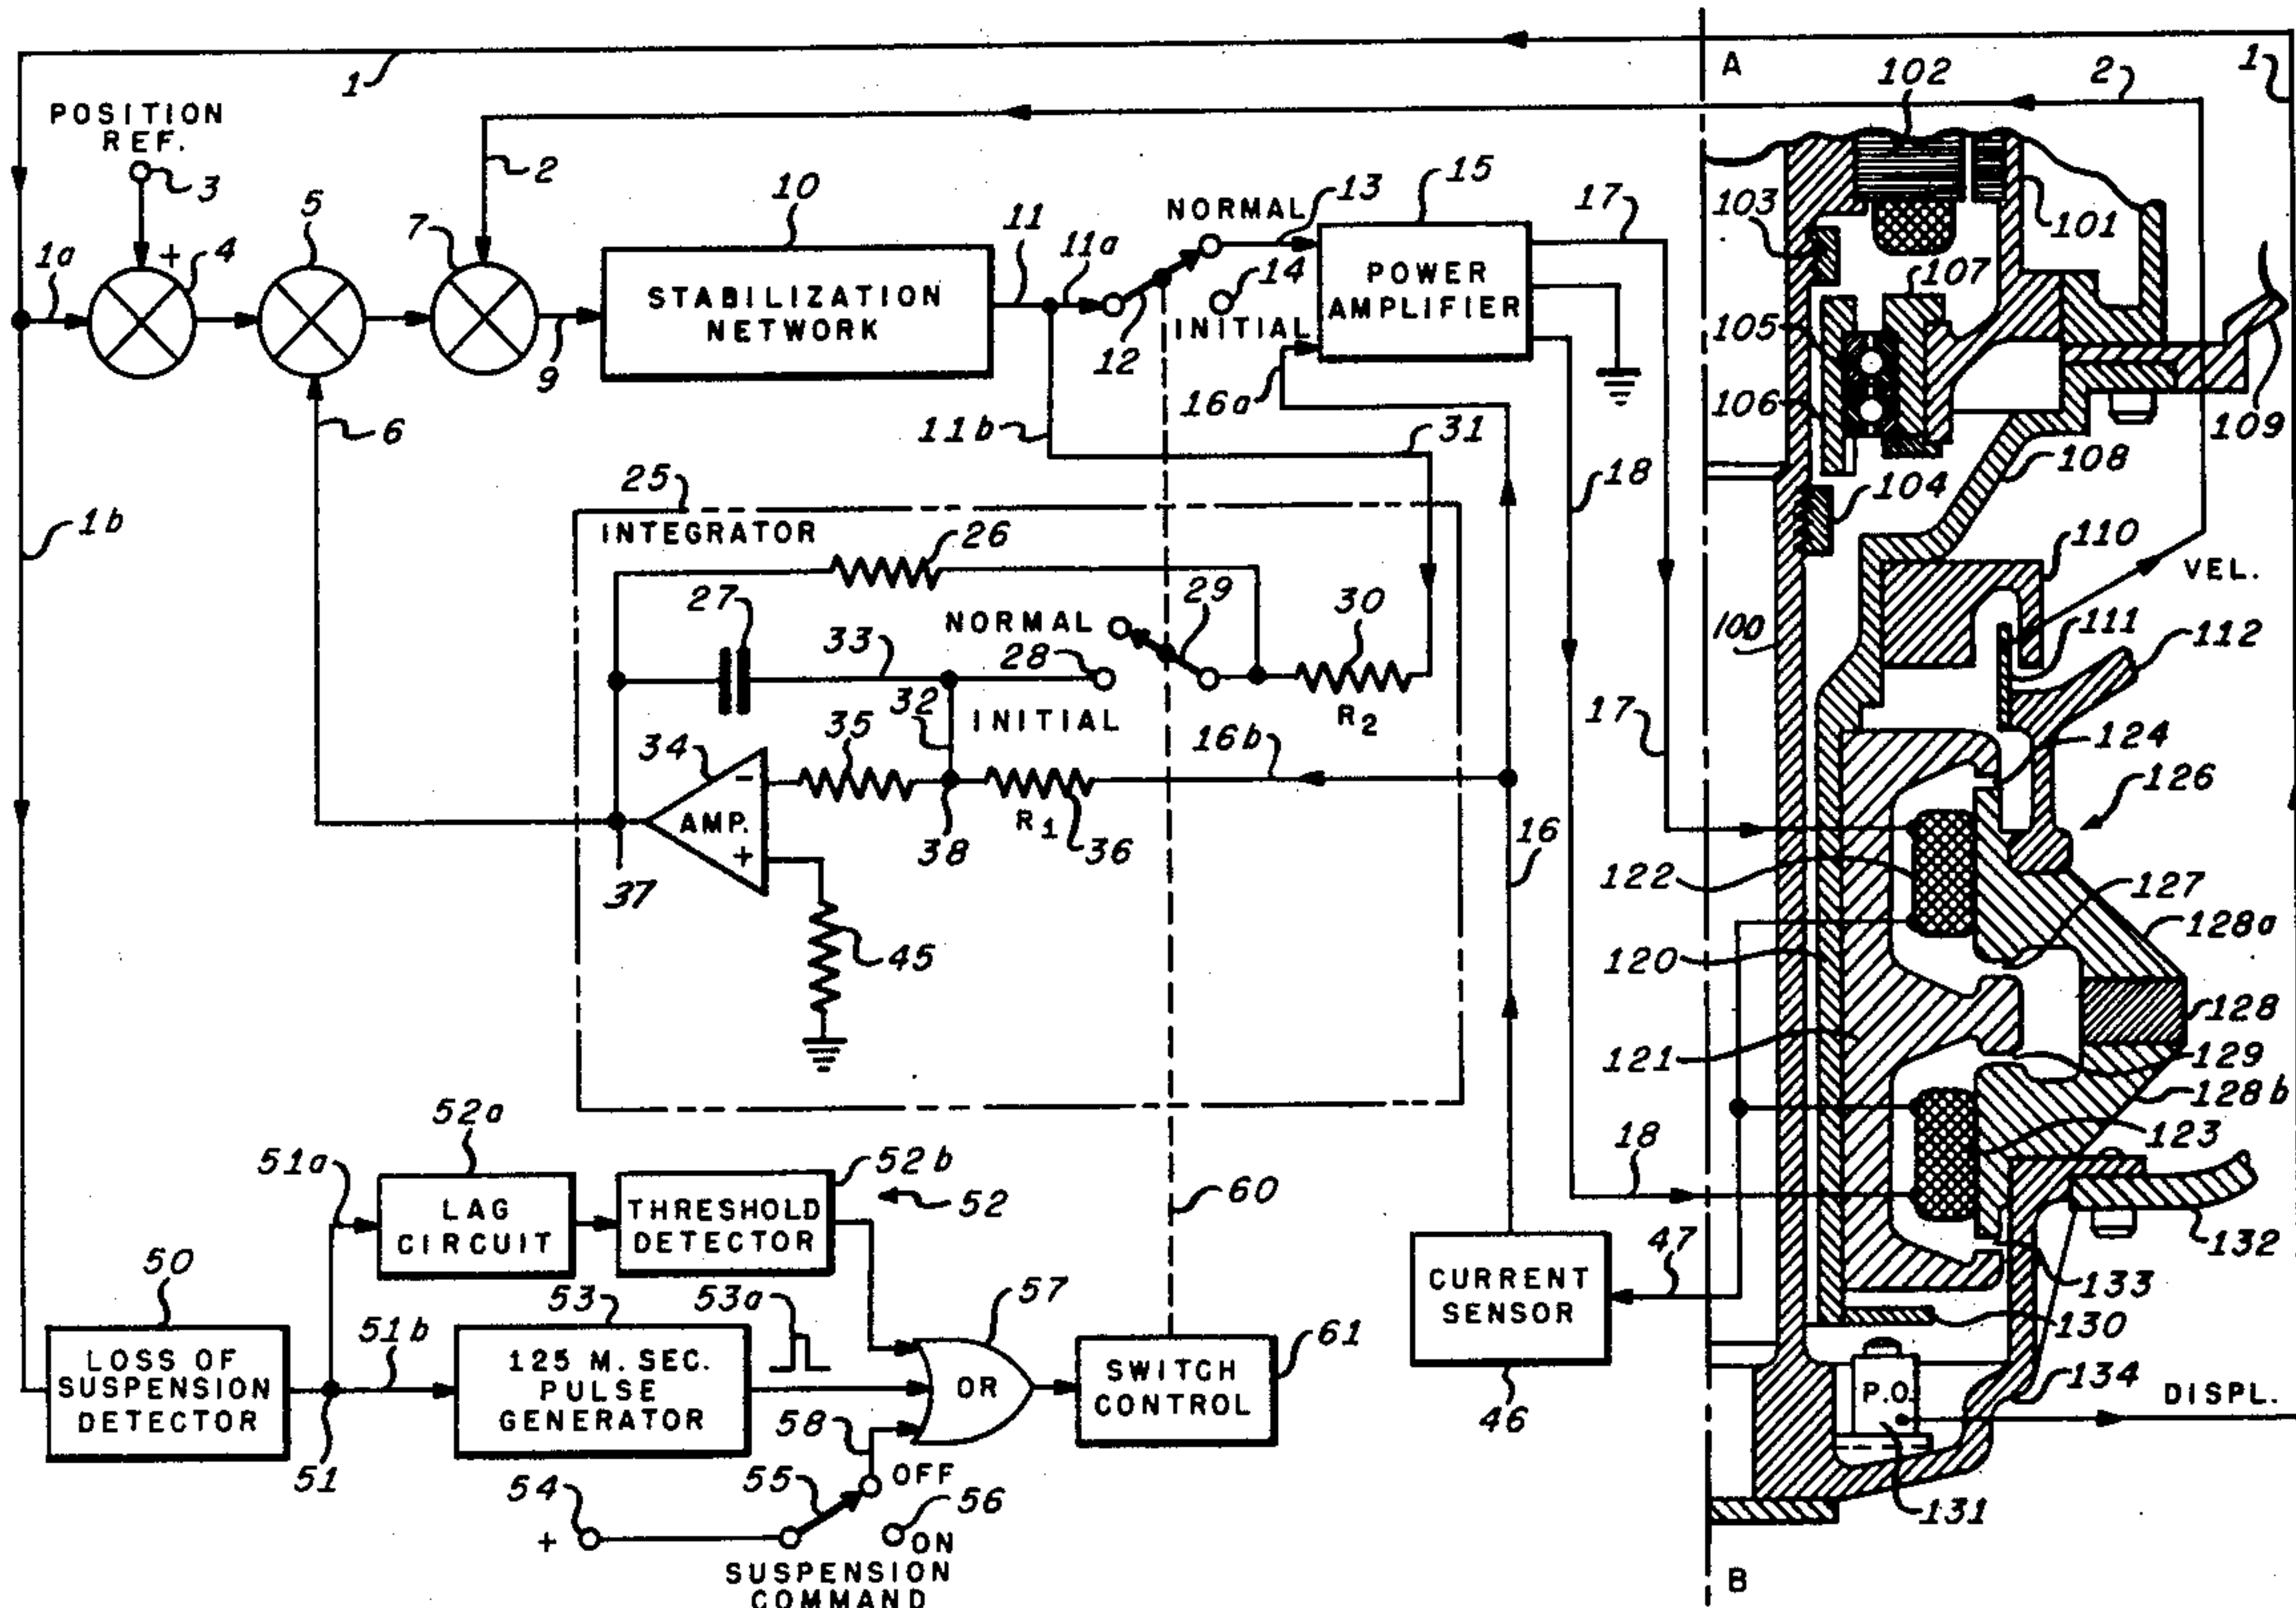 A
1
102
2
1
POSITION
REF.
3
2
10
NORMAL
13
15
17
103
101
5
7
1a
+
4
11
11a
14
107
STABILIZATION
NETWORK
POWER
AMPLIFIER
INITIAL
105
9
12
16a
106
109
6
11b
31
108
25
18
104
1b
INTEGRATOR
26
110
VEL.
27
NORMAL
29
30
100
111
112
33
28
32
INITIAL
R2
17
124
34
35
16b
126
-
AMP.
+
R1
38
36
16
122
127
37
128a
45
120
128
121
129
128b
52a
123
51a
52b
18
LAG
CIRCUIT
THRESHOLD
DETECTOR
52
60
132
50
53
53a
57
CURRENT
SENSOR
47
133
51b
61
130
LOSS OF
SUSPENSION
DETECTOR
125 M. SEC.
PULSE
GENERATOR
OR
SWITCH
CONTROL
P.O.
134
DISPL.
51
58
46
54
55
OFF
56
131
+
ON
SUSPENSION
COMMAND
B